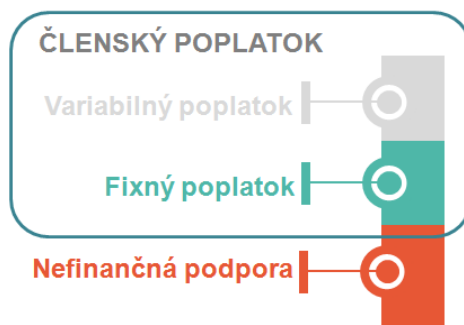 ČLENSKÝ POPLATOK
Variabilný poplatok
Fixný poplatok
Nefinančná podpora